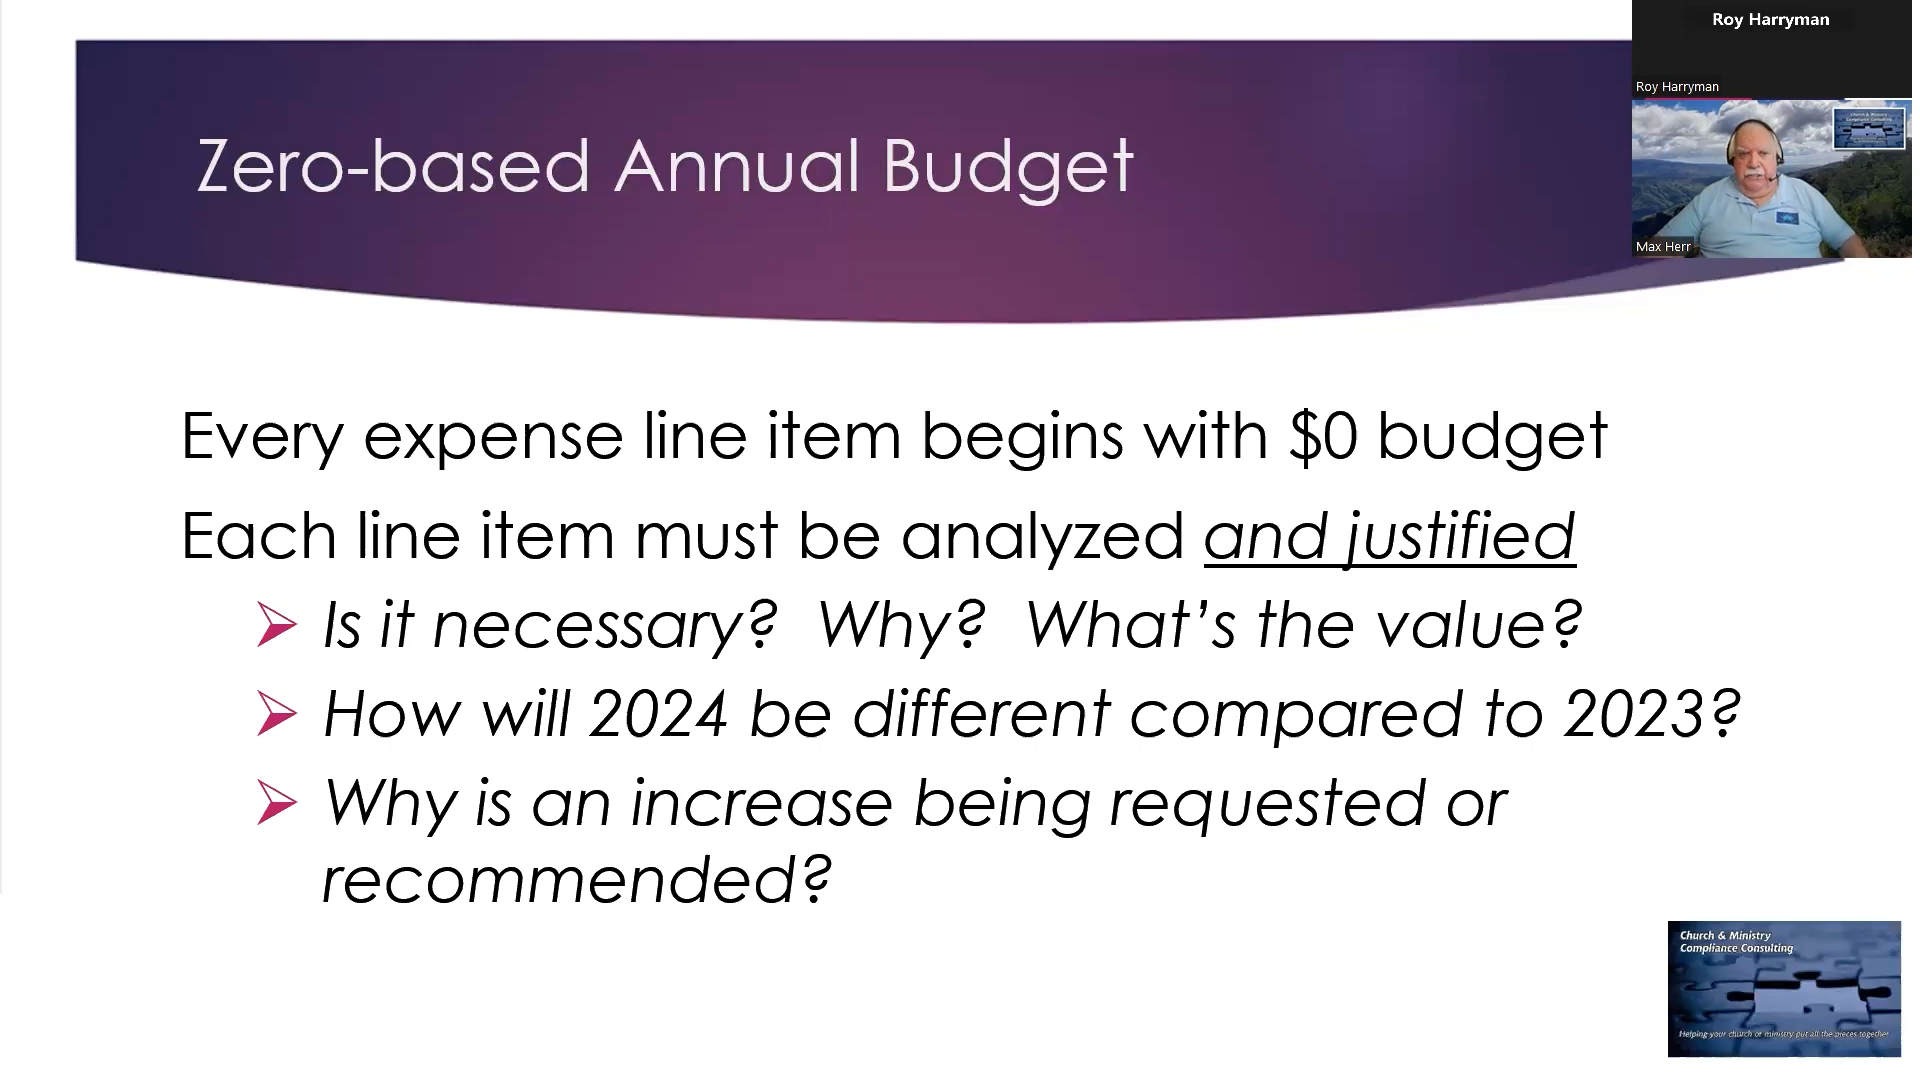 Roy Harryman
Roy Harryman
Max Herr
Zero-based Annual Budget
Every expense line item begins with $0 budget
Each line item must be analyzed and justified
Is it necessary? Why? What's the value?
How will 2024 be different compared to 2023?
Why is an increase being requested or
recommended?
Church & Ministry
Compliance Consulting
Helping your church or ministry put all the pieces together